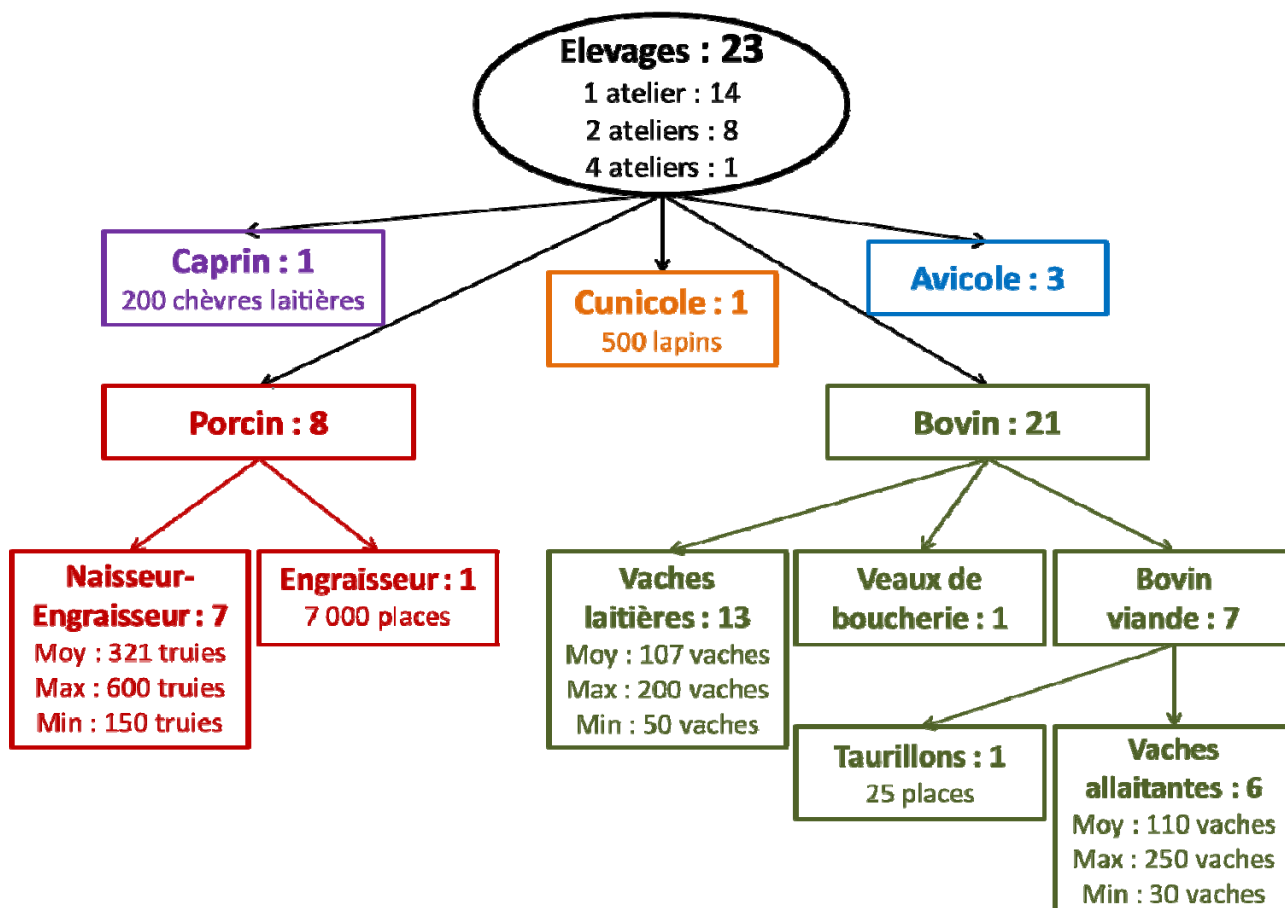 Elevages : 23
1 atelier : 14
2 ateliers : 8
4 ateliers : 1
Caprin : 1
200 chèvres laitières
Cunicole : 1
500 lapins
Avicole : 3
Porcin : 8
Bovin : 21
Naisseur-
Engraisseur : 7
Moy : 321 truies
Max : 600 truies
Min : 150 truies
Engraisseur : 1
7 000 places
Vaches
laitières : 13
Moy : 107 vaches
Max : 200 vaches
Min : 50 vaches
Veaux de
boucherie : 1
Bovin
viande : 7
Taurillons : 1
25 places
Vaches
allaitantes : 6
Moy : 110 vaches
Max : 250 vaches
Min : 30 vaches